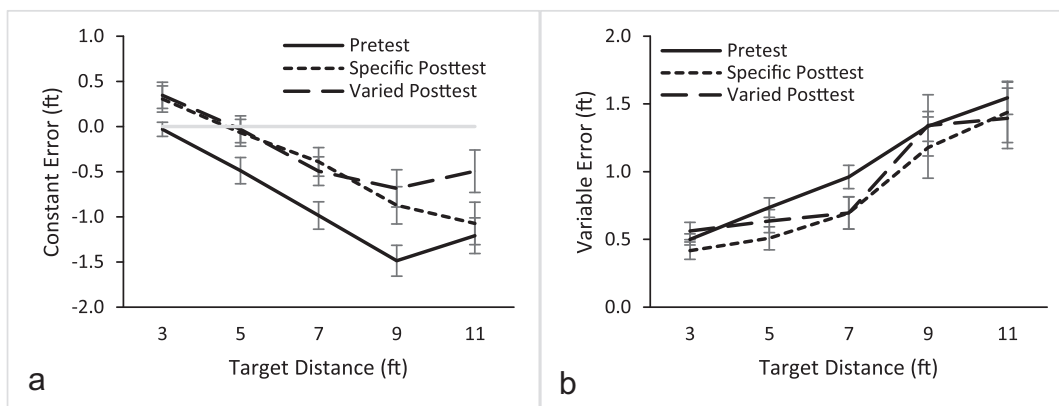 1.0
0.5
0.0
-0.5
-1.0
-1.5
-2.0
Constant Error (ft)
Pretest
Specific Posttest
Varied Posttest
3 5 7 9 11
Target Distance (ft)
a
2.0
1.5
1.0
0.5
0.0
Variable Error (ft)
Pretest
Specific Posttest
Varied Posttest
3 5 7 9 11
Target Distance (ft)
b